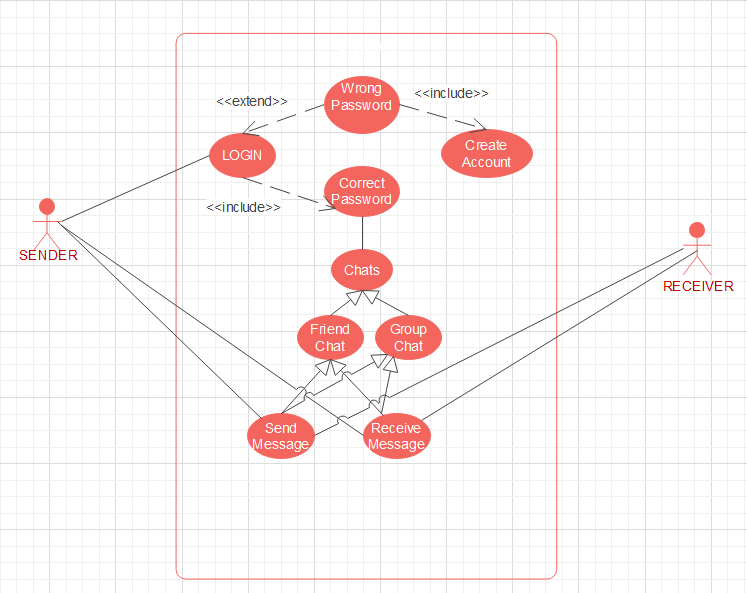 Wrong
Password
<<extend>>
<<include>>
LOGIN
Create
Account
Correct
Password
<<include>>
SENDER
Chats
RECEIVER
Friend
Chat
Group
Chat
Send
Message
Receive
Message